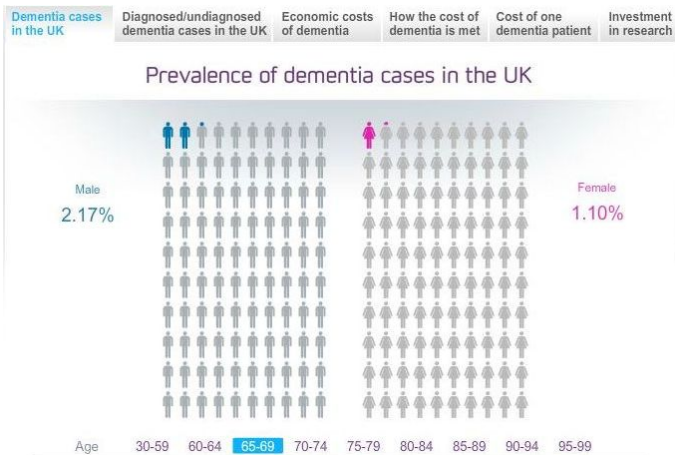 Dementia cases
in the UK
Diagnosed/undiagnosed
dementia cases in the UK
Economic costs
of dementia
How the cost of
dementia is met
Cost of one
dementia patient
Investment
in research
Prevalence of dementia cases in the UK
Male
2.17%
Female
1.10%
Age 30-59 60-64 65-69 70-74 75-79 80-84 85-89 90-94 95-99